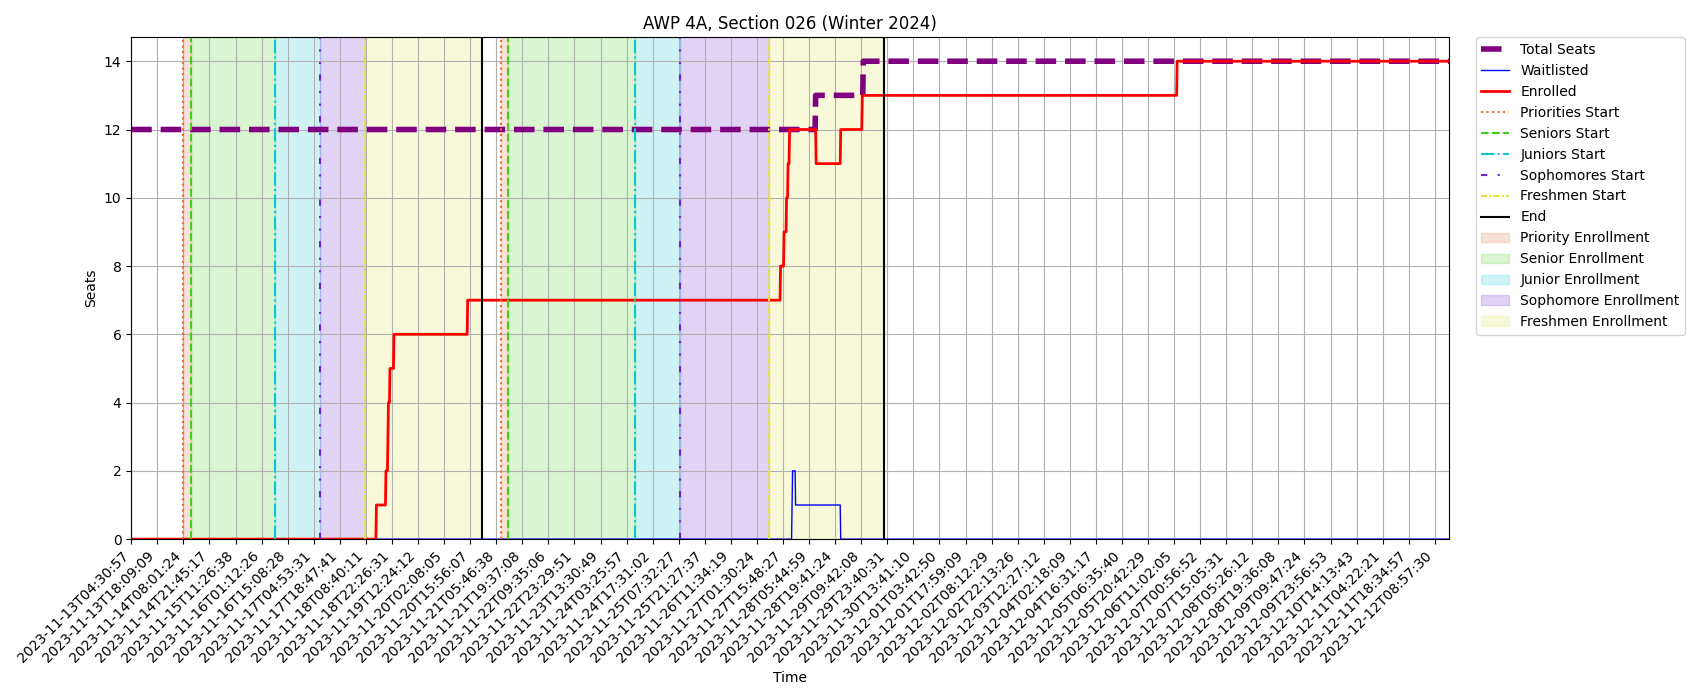 AWP 4A, Section 026 (Winter 2024)
Seats
14
12
10
8
6
4
2
0
2023-11-13T04:30:57
2023-11-13T18:09:09
2023-11-14T08:01:24
2023-11-14T21:45:17
2023-11-15T11:26:38
2023-11-16T01:12:26
2023-11-16T15:08:28
2023-11-17T04:53:31
2023-11-17T18:47:41
2023-11-18T08:40:11
2023-11-18T22:26:31
2023-11-19T12:24:12
2023-11-20T02:08:05
2023-11-20T15:56:07
2023-11-21T05:46:38
2023-11-21T19:37:08
2023-11-22T09:35:06
2023-11-22T23:29:51
2023-11-23T13:30:49
2023-11-24T03:25:57
2023-11-24T17:31:02
2023-11-25T07:32:27
2023-11-25T21:27:37
2023-11-26T11:34:19
2023-11-27T01:30:24
2023-11-27T15:48:27
2023-11-28T05:44:59
2023-11-28T19:41:24
2023-11-29T09:42:08
2023-11-29T23:40:31
2023-11-30T13:41:10
2023-12-01T03:42:50
2023-12-01T17:59:09
2023-12-02T08:12:29
2023-12-02T22:13:26
2023-12-03T12:27:12
2023-12-04T02:18:09
2023-12-04T16:31:17
2023-12-05T06:35:40
2023-12-05T20:42:29
2023-12-06T11:02:05
2023-12-07T00:56:52
2023-12-07T15:05:31
2023-12-08T05:26:12
2023-12-08T19:36:08
2023-12-09T09:47:24
2023-12-09T23:56:53
2023-12-10T14:13:43
2023-12-11T04:22:21
2023-12-11T18:34:57
2023-12-12T08:57:30
Time
Total Seats
Waitlisted
Enrolled
Priorities Start
Seniors Start
Juniors Start
Sophomores Start
Freshmen Start
End
Priority Enrollment
Senior Enrollment
Junior Enrollment
Sophomore Enrollment
Freshmen Enrollment